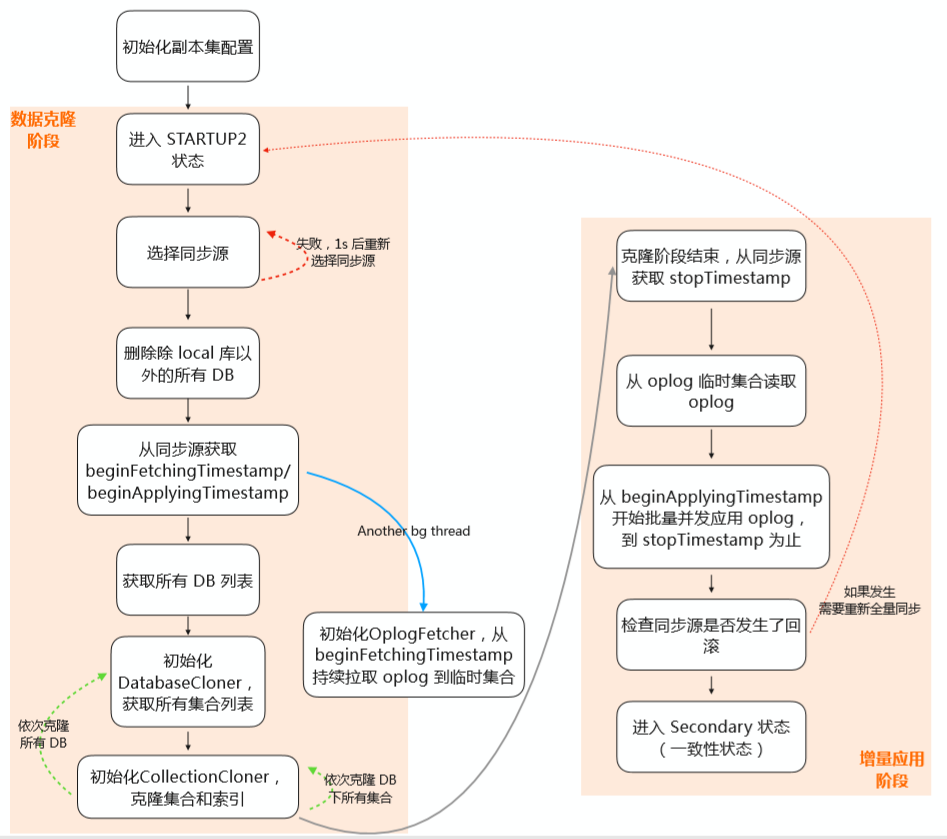 初始化副本集配置
数据克隆
阶段
进入 STARTUP2
状态
选择同步源
失败，1s 后重新
选择同步源
删除除 local 库以
外的所有 DB
从同步源获取
beginFetchingTimestamp/
beginApplyingTimestamp
Another bg thread
获取所有 DB 列表
初始化OplogFetcher，从
beginFetchingTimestamp
持续拉取 oplog 到临时集合
初始化
DatabaseCloner，
获取所有集合列表
依次克隆
所有 DB
初始化CollectionCloner，
克隆集合和索引
依次克隆 DB
下所有集合
克隆阶段结束，从同步源
获取 stopTimestamp
从 oplog 临时集合读取
oplog
从 beginApplyingTimestamp
开始批量并发应用 oplog，
到 stopTimestamp 为止
如果发生
需要重新全量同步
检查同步源是否发生了回
滚
进入 Secondary 状态
（一致性状态）
增量应用
阶段